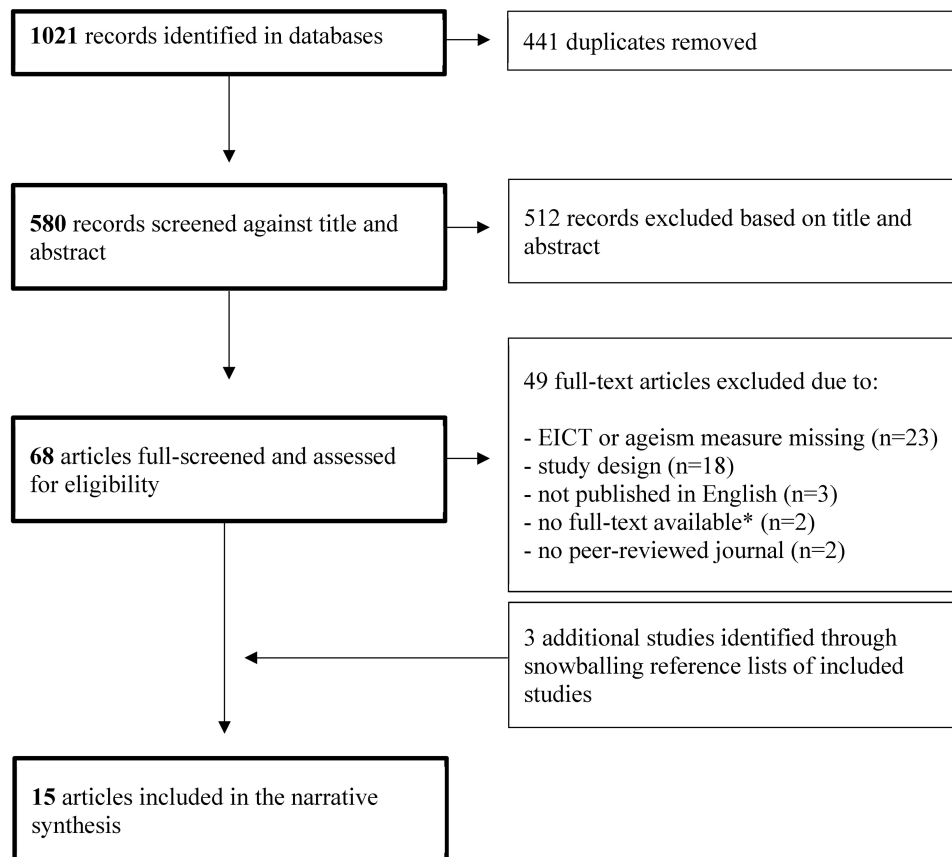 1021 records identified in databases
441 duplicates removed
580 records screened against title and
abstract
512 records excluded based on title and
abstract
68 articles full-screened and assessed
for eligibility
49 full-text articles excluded due to:
- EICT or ageism measure missing (n=23)
- study design (n=18)
- not published in English (n=3)
- no full-text available* (n=2)
- no peer-reviewed journal (n=2)
3 additional studies identified through
snowballing reference lists of included
studies
15 articles included in the narrative
synthesis